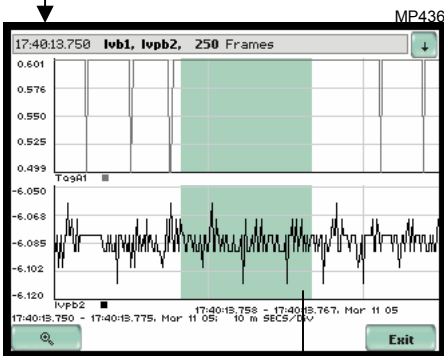 MP436
17:40:13.750 lvb1, lvpb2, 250 Frames
0.601
0.576
0.550
0.525
0.499
TagA1
-6.050
-6.068
-6.085
-6.102
-6.120
lvpb2
17:40:13.758 - 17:40:13.767, Mar 11 05
17:40:13.750 - 17:40:13.775, Mar 11 05; 10 m SECS/Div
Exit